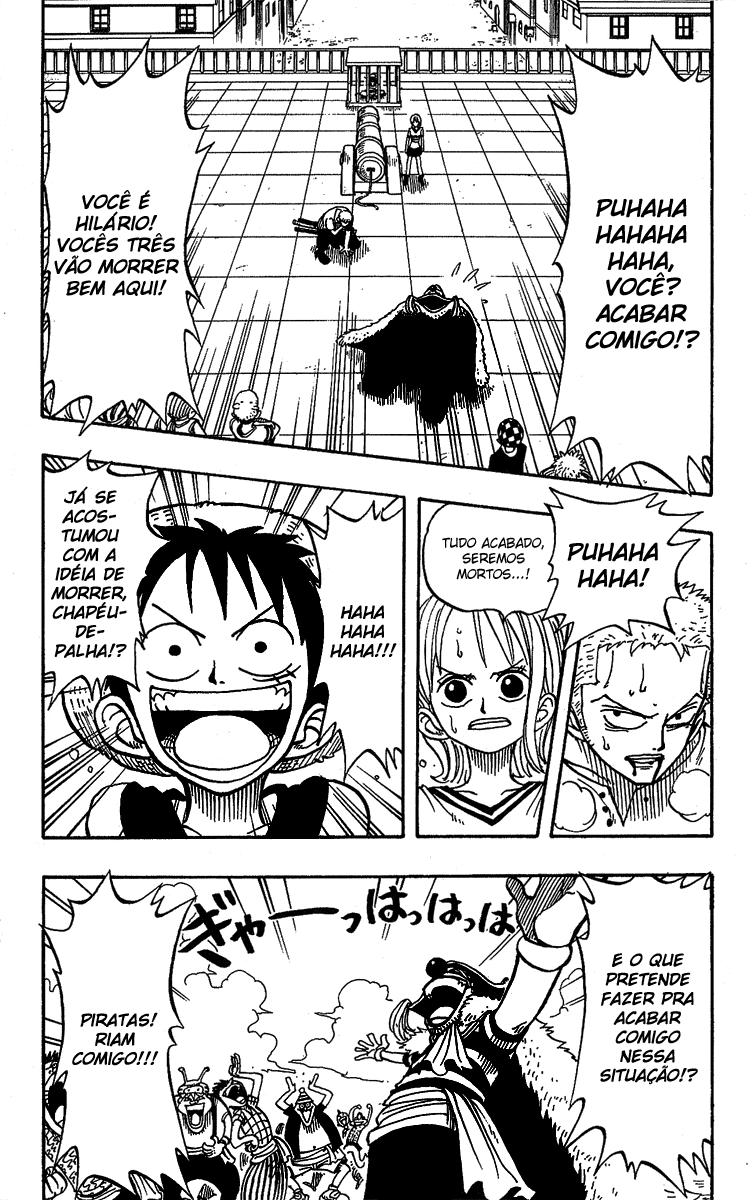 PUHAHA
HAHAHA
HAHA,
VOCÊ?
ACABAR
COMIGO!?
VOCÊ É
HILÁRIO!
VOCÊS TRÊS
VÃO MORRER
BEM AQUI!
PUHAHA
HAHA!
TUDO ACABADO,
SEREMOS
MORTOS...!
HAHA
HAHA
HAHA!!!
JÁ SE
ACOS-
TUMOU
COM A
IDÉIA DE
MORRER,
CHAPÉU-
DE-
PALHA!?
E O QUE
PRETENDE
FAZER PRA
ACABAR
COMIGO
NESSA
SITUAÇÃO!?
ぎゃーっはっはっは
PIRATAS!
RIAM
COMIGO!!!